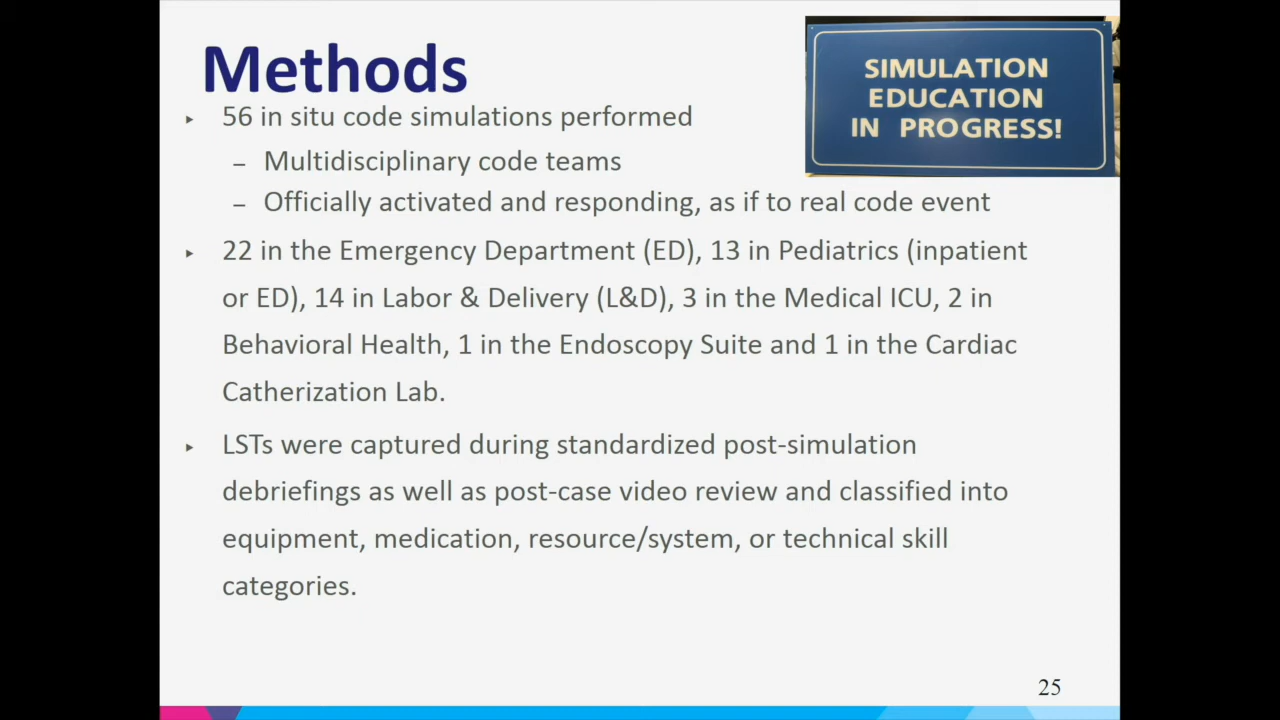 Methods
SIMULATION
EDUCATION
IN PROGRESS!
▸ 56 in situ code simulations performed
– Multidisciplinary code teams
– Officially activated and responding, as if to real code event
▸ 22 in the Emergency Department (ED), 13 in Pediatrics (inpatient
or ED), 14 in Labor & Delivery (L&D), 3 in the Medical ICU, 2 in
Behavioral Health, 1 in the Endoscopy Suite and 1 in the Cardiac
Catherization Lab.
▸ LSTs were captured during standardized post-simulation
debriefings as well as post-case video review and classified into
equipment, medication, resource/system, or technical skill
categories.
25